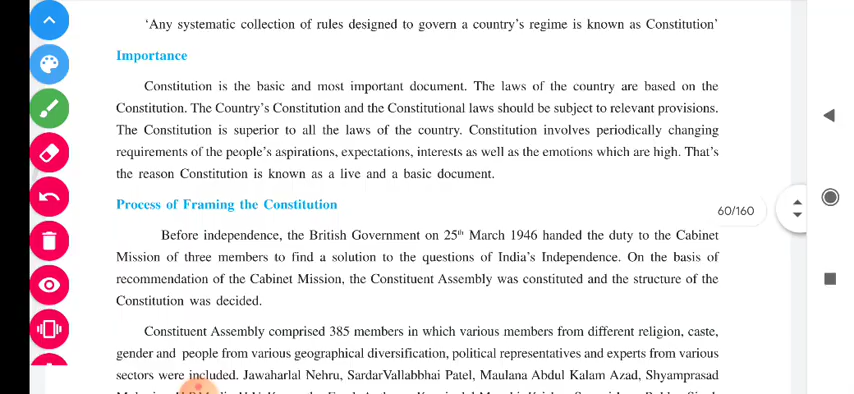 ‘Any systematic collection of rules designed to govern a country’s regime is known as Constitution’
Importance
Constitution is the basic and most important document. The laws of the country are based on the
Constitution. The Country’s Constitution and the Constitutional laws should be subject to relevant provisions.
The Constitution is superior to all the laws of the country. Constitution involves periodically changing
requirements of the people’s aspirations, expectations, interests as well as the emotions which are high. That’s
the reason Constitution is known as a live and a basic document.
Process of Framing the Constitution
60/160
Before independence, the British Government on 25th March 1946 handed the duty to the Cabinet
Mission of three members to find a solution to the questions of India’s Independence. On the basis of
recommendation of the Cabinet Mission, the Constituent Assembly was constituted and the structure of the
Constitution was decided.
Constituent Assembly comprised 385 members in which various members from different religion, caste,
gender and people from various geographical diversification, political representatives and experts from various
sectors were included. Jawaharlal Nehru, SardarVallabbhai Patel, Maulana Abdul Kalam Azad, Shyamprasad